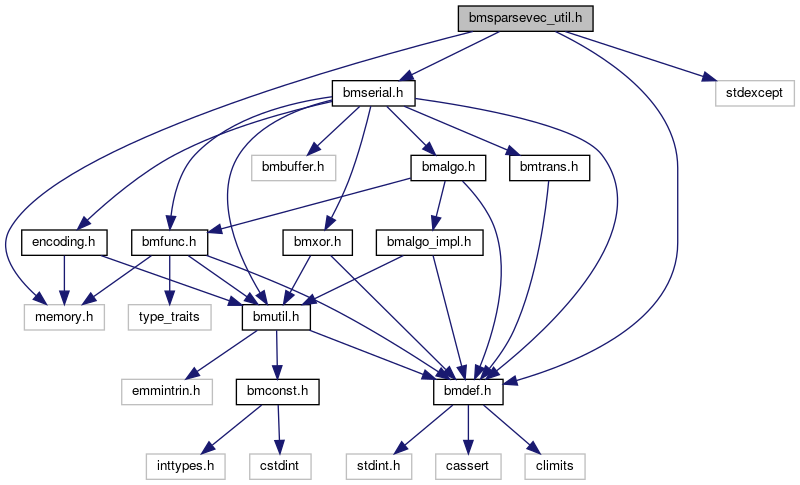 bmsparsevec_util.h
bmserial.h
stdexcept
bmbuffer.h
bmalgo.h
bmtrans.h
encoding.h
bmfunc.h
bmxor.h
bmalgo_impl.h
memory.h
type_traits
bmutil.h
emmintrin.h
bmconst.h
bmdef.h
inttypes.h
cstdint
stdint.h
cassert
climits